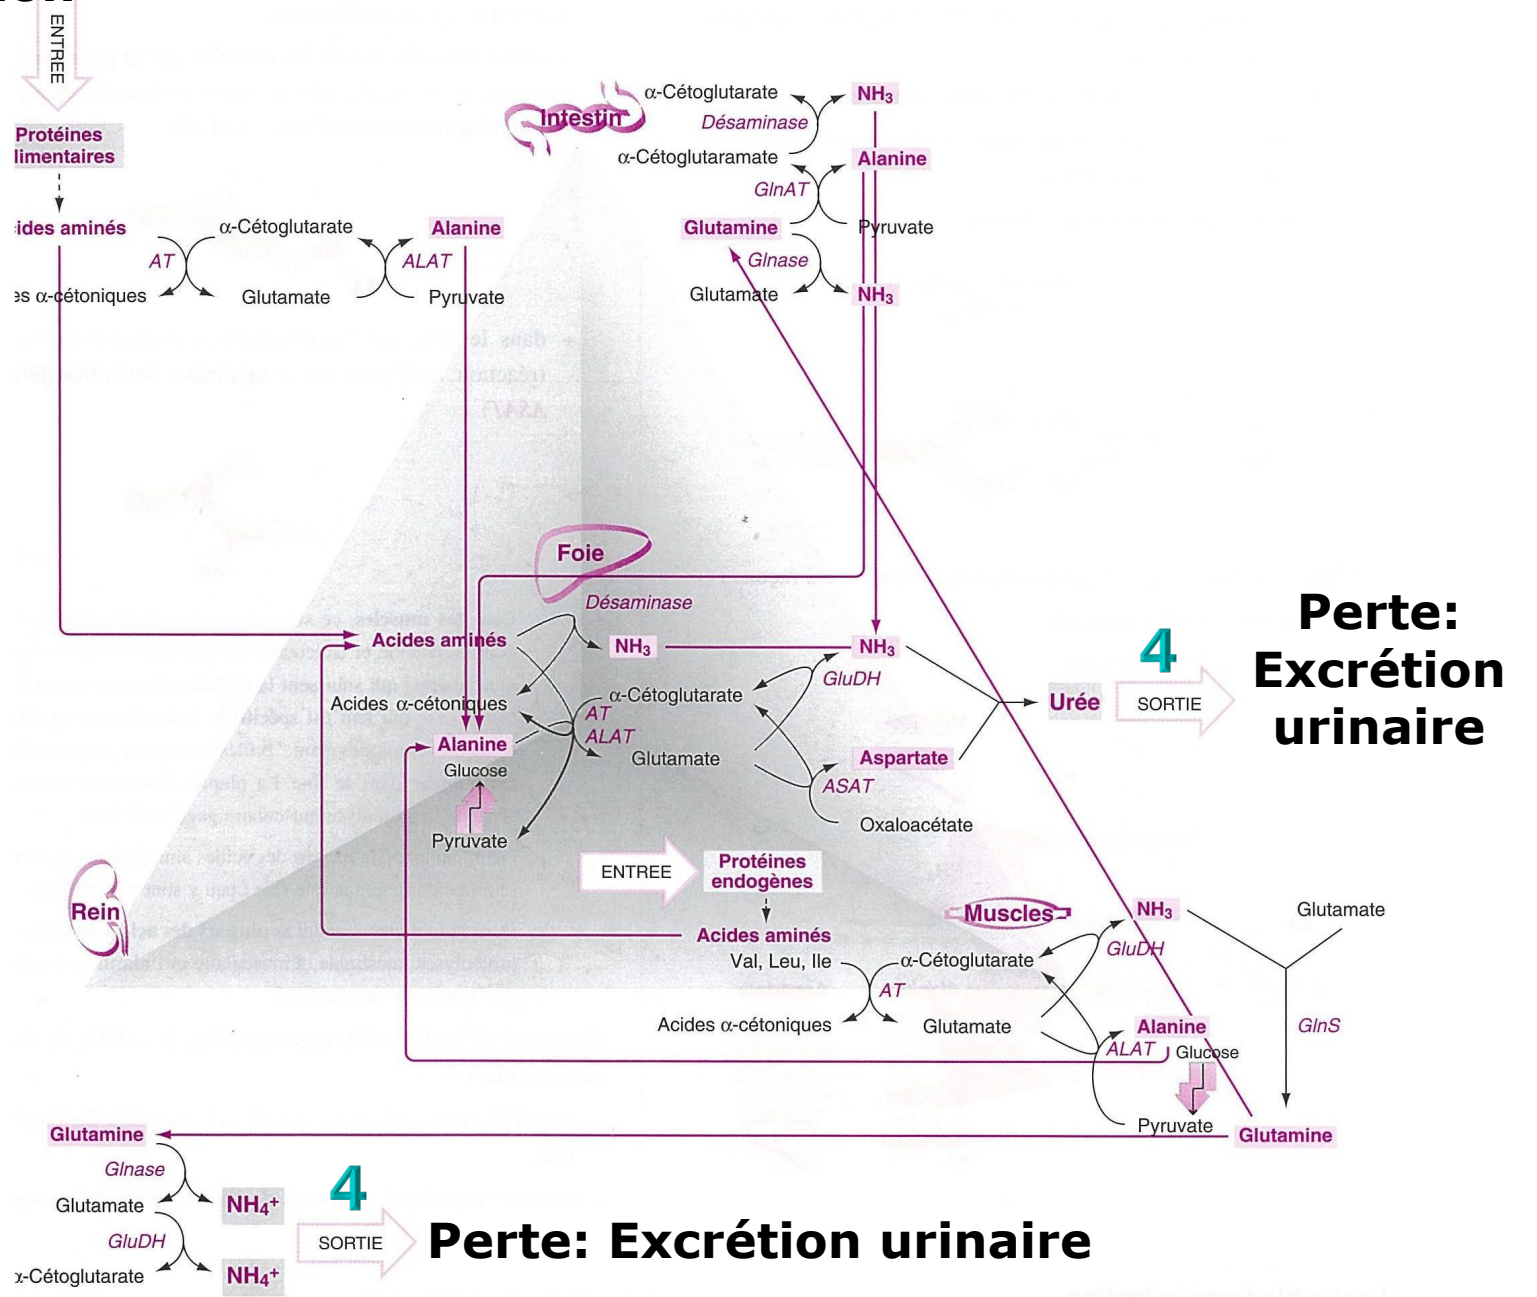 ENTREE
Protéines
limentaires
ides aminés
AT
es α-cétoniques
α-Cétoglutarate
Glutamate
ALAT
Alanine
Pyruvate
Intestin
α-Cétoglutarate
NH₃
Désaminase
α-Cétoglutaramate
Alanine
GlnAT
Glutamine
Pyruvate
Glnase
Glutamate
NH₃
Foie
Désaminase
Acides aminés
NH₃
NH₃
GluDH
Acides α-cétoniques
α-Cétoglutarate
AT
ALAT
Alanine
Glucose
Glutamate
Aspartate
ASAT
Pyruvate
Oxaloacétate
Urée
4
SORTIE
Perte:
Excrétion
urinaire
ENTREE
Protéines
endogènes
Rein
Muscles
Acides aminés
Val, Leu, Ile
α-Cétoglutarate
AT
Acides α-cétoniques
Glutamate
NH₃
GluDH
Glutamate
Alanine
ALAT
Glucose
GlnS
Pyruvate
Glutamine
Glutamine
Glnase
Glutamate
NH₄⁺
GluDH
α-Cétoglutarate
NH₄⁺
4
SORTIE
Perte: Excrétion urinaire